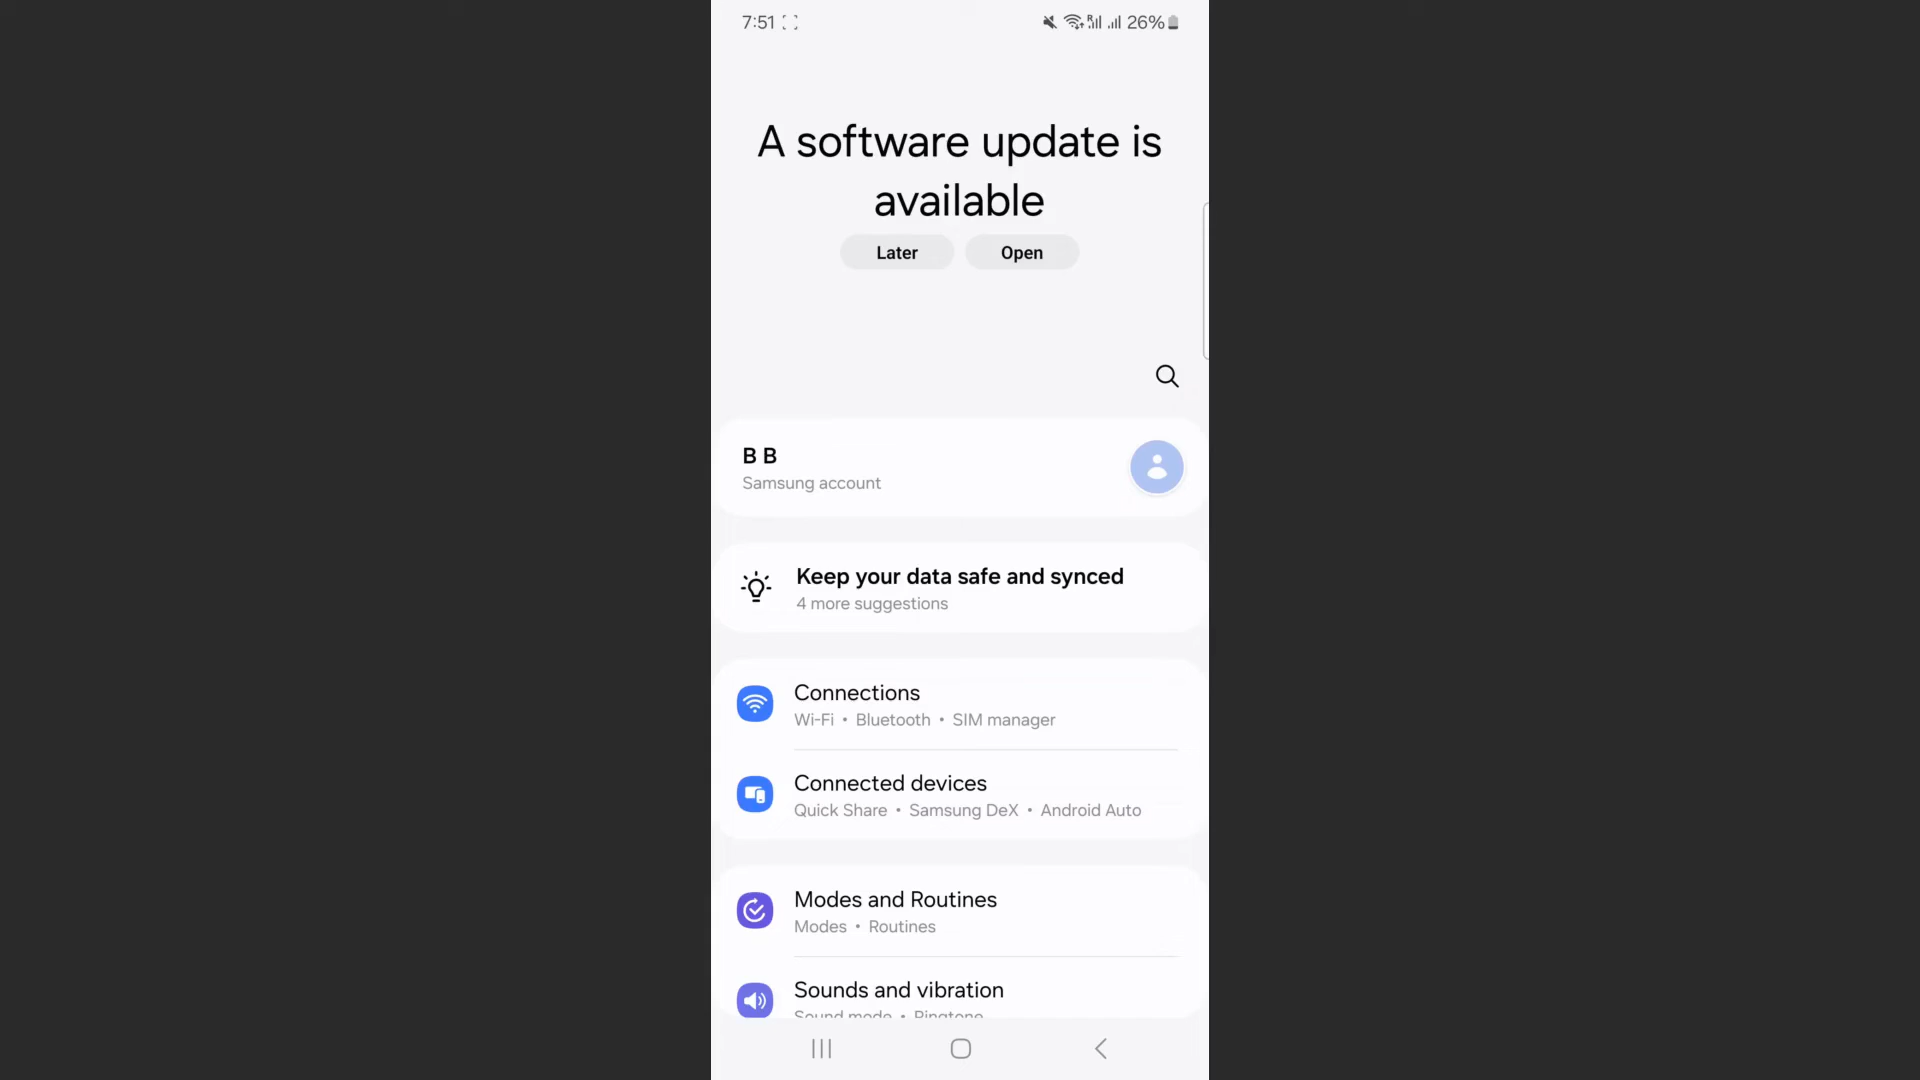 7:51
R 26%
A software update is
available
Later Open
B B
Samsung account
Keep your data safe and synced
4 more suggestions
Connections
Wi-Fi • Bluetooth • SIM manager
Connected devices
Quick Share • Samsung DeX • Android Auto
Modes and Routines
Modes • Routines
Sounds and vibration
Sound mode • Ringtone